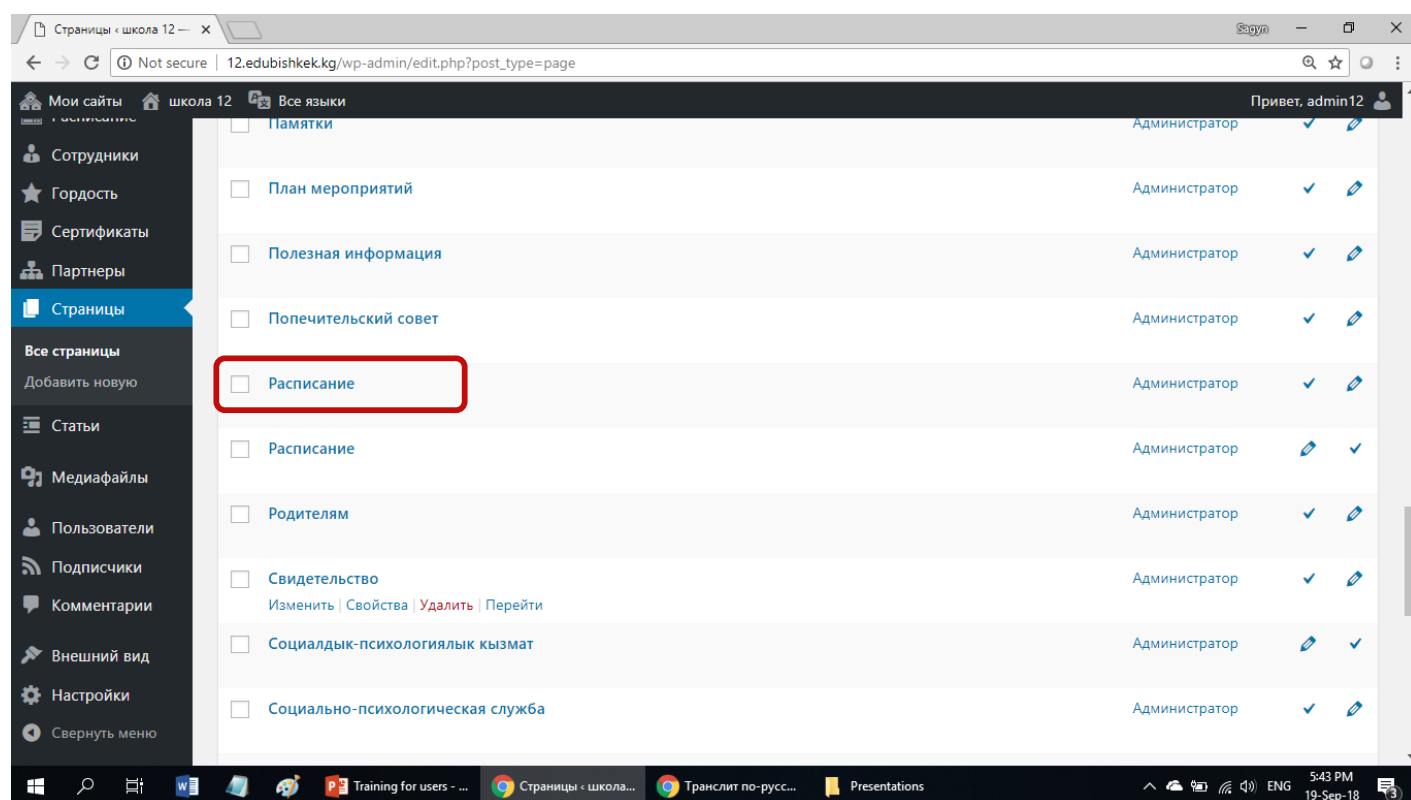 Страницы ‹ школа 12 —
Sagyn
Not secure | 12.edubishkek.kg/wp-admin/edit.php?post_type=page
Мои сайты школа 12 Все языки Привет, admin12
Расписание
Сотрудники
Гордость
Сертификаты
Партнеры
Страницы
Все страницы
Добавить новую
Статьи
Медиафайлы
Пользователи
Подписчики
Комментарии
Внешний вид
Настройки
Свернуть меню
Памятки Администратор
План мероприятий Администратор
Полезная информация Администратор
Попечительский совет Администратор
Расписание Администратор
Расписание Администратор
Родителям Администратор
Свидетельство Администратор
Изменить | Свойства | Удалить | Перейти
Социалдык-психологиялык кызмат Администратор
Социально-психологическая служба Администратор
Training for users - ... Страницы ‹ школа... Транслит по-русс... Presentations ENG
5:43 PM
19-Sep-18
3